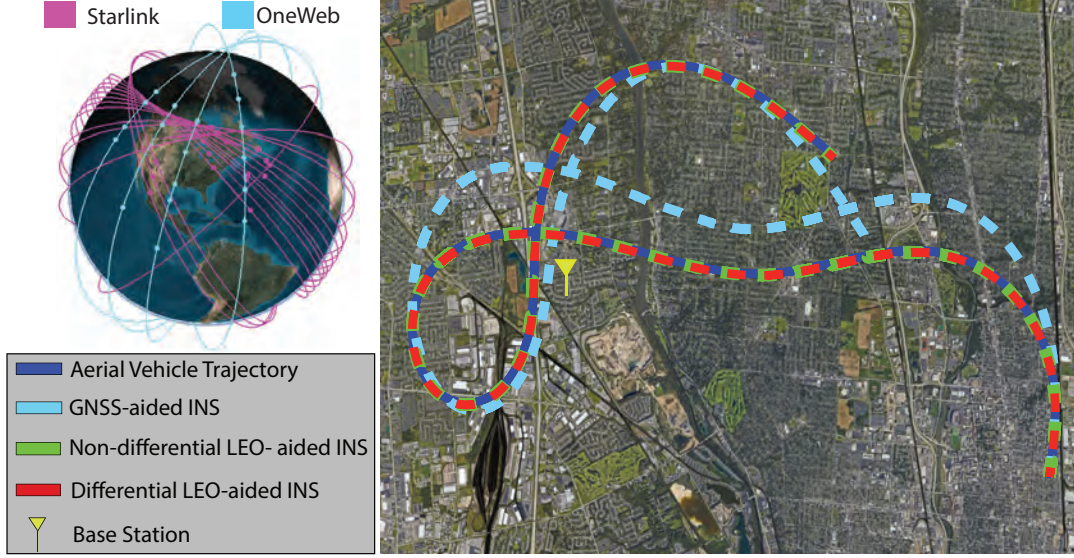 Starlink
OneWeb
Aerial Vehicle Trajectory
GNSS-aided INS
Non-differential LEO- aided INS
Differential LEO-aided INS
Base Station